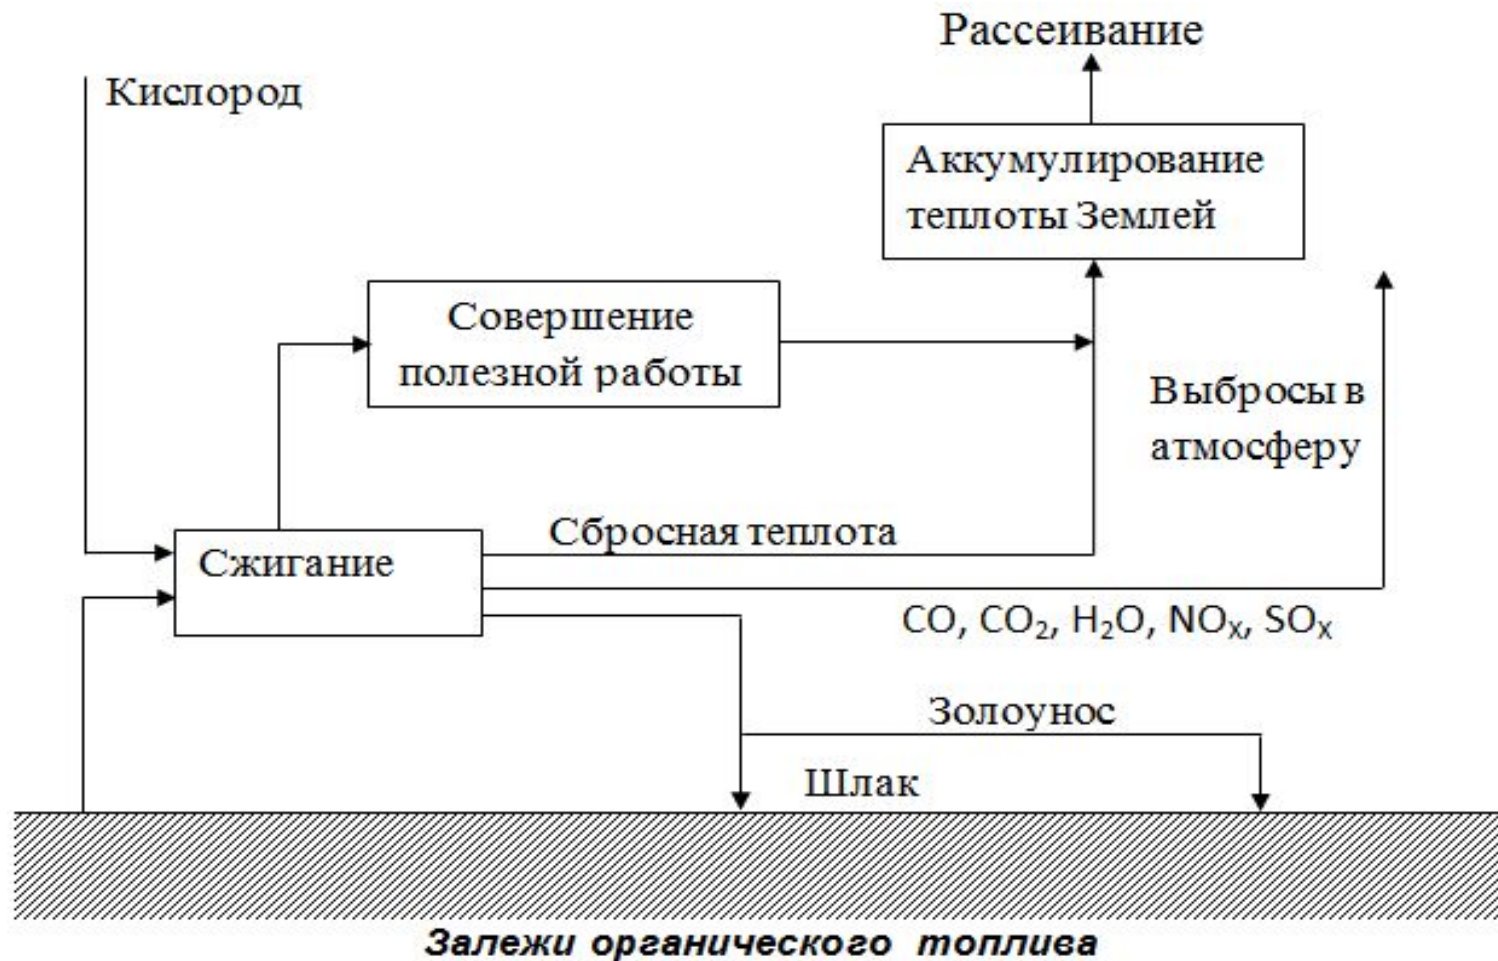 Рассеивание
Кислород
Аккумулирование
теплоты Землей
Совершение
полезной работы
Выбросы в
атмосферу
Сбросная теплота
Сжигание
CO, CO₂, H₂O, NOₓ, SOₓ
Золоунос
Шлак
Залежи органического топлива